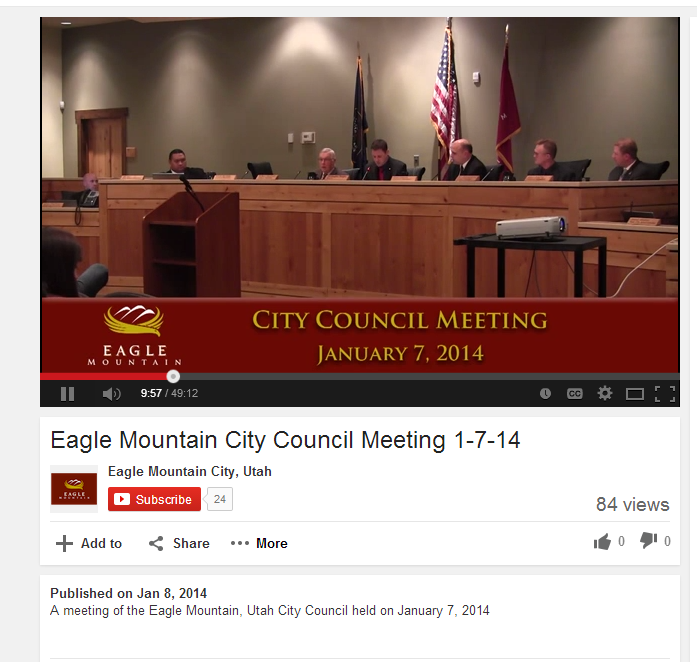 CITY COUNCIL MEETING
JANUARY 7, 2014
EAGLE
MOUNTAIN
9:57 / 49:12
CC
Eagle Mountain City Council Meeting 1-7-14
EAGLE
MOUNTAIN
Eagle Mountain City, Utah
Subscribe 24
84 views
Add to Share More 0 0
Published on Jan 8, 2014
A meeting of the Eagle Mountain, Utah City Council held on January 7, 2014